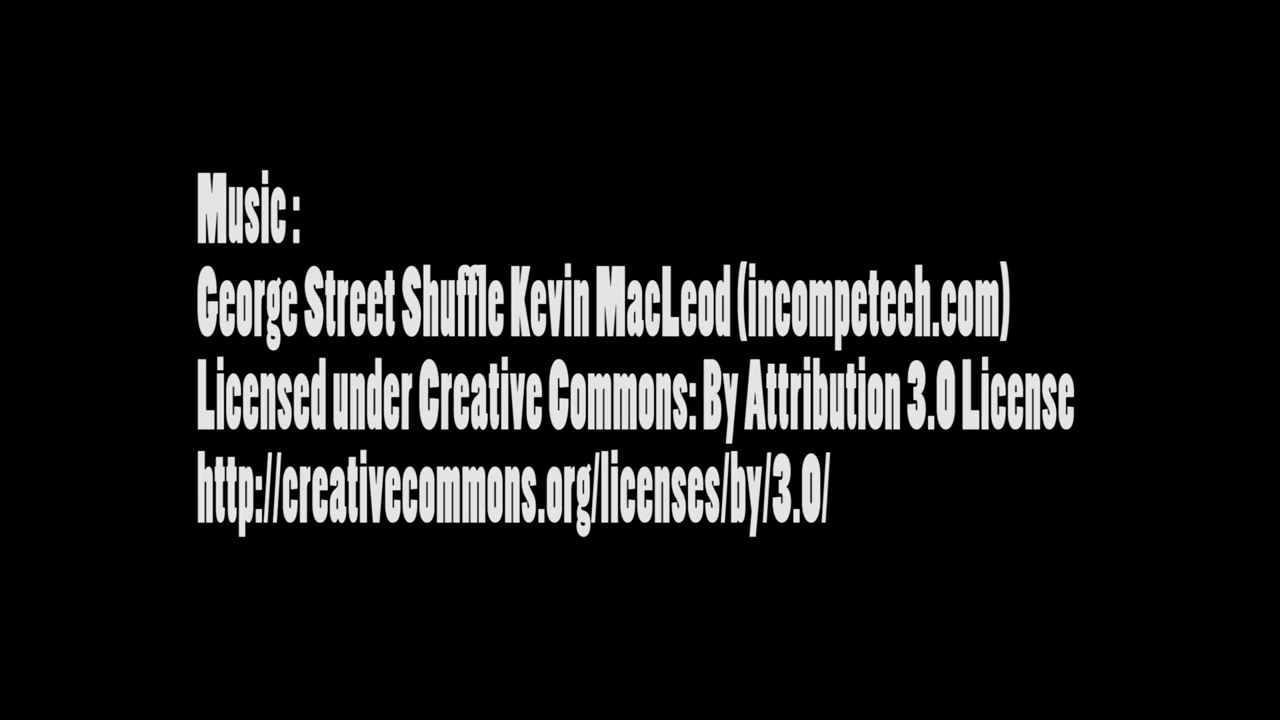 Music :
George Street Shuffle Kevin MacLeod (incompetech.com)
Licensed under Creative Commons: By Attribution 3.0 License
http://creativecommons.org/licenses/by/3.0/